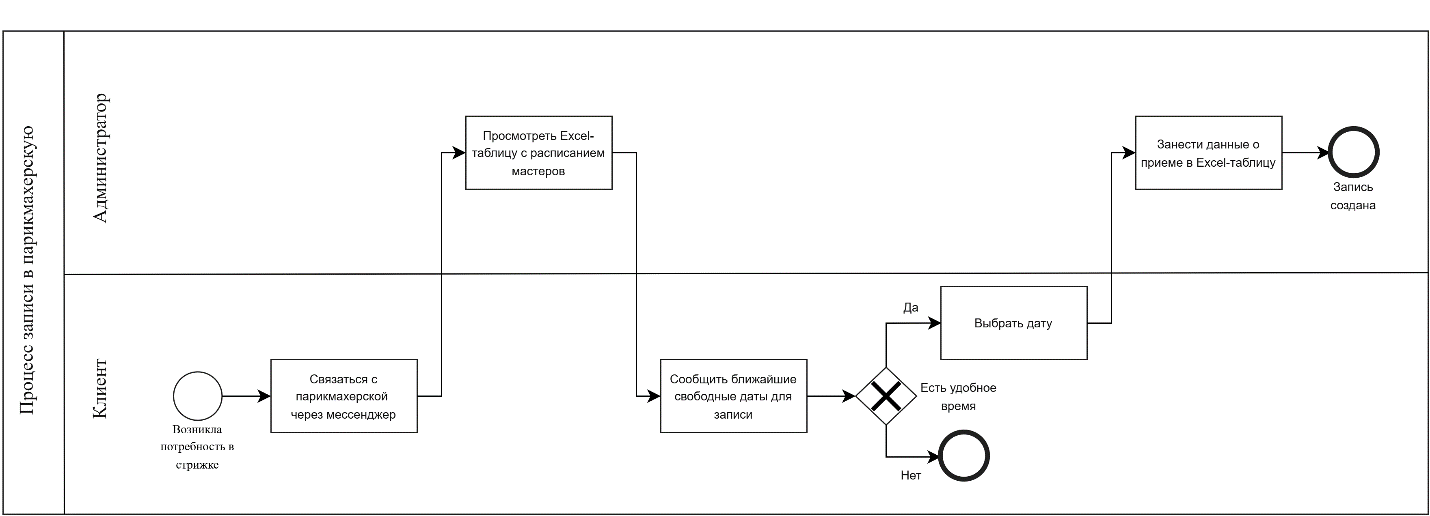 Процесс записи в парикмахерскую
Администратор
Просмотреть Excel-
таблицу с расписанием
мастеров
Занести данные о
приеме в Excel-таблицу
Запись
создана
Клиент
Возникла
потребность в
стрижке
Связаться с
парикмахерской
через мессенджер
Сообщить ближайшие
свободные даты для
записи
Есть удобное
время
Да
Выбрать дату
Нет